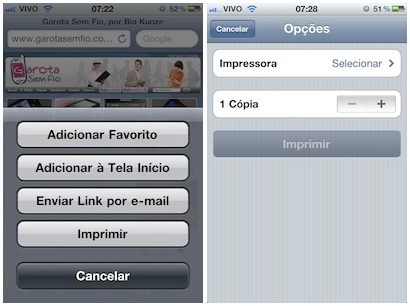 VIVO 07:22 52%
Garota Sem Fio, por Bia Kunze
www.garotasemfio.co... Google
Garota
Sem Fio
Adicionar Favorito
Adicionar à Tela Início
Enviar Link por e-mail
Imprimir
Cancelar
VIVO 07:28 51%
Cancelar Opções
Impressora Selecionar
1 Cópia
Imprimir